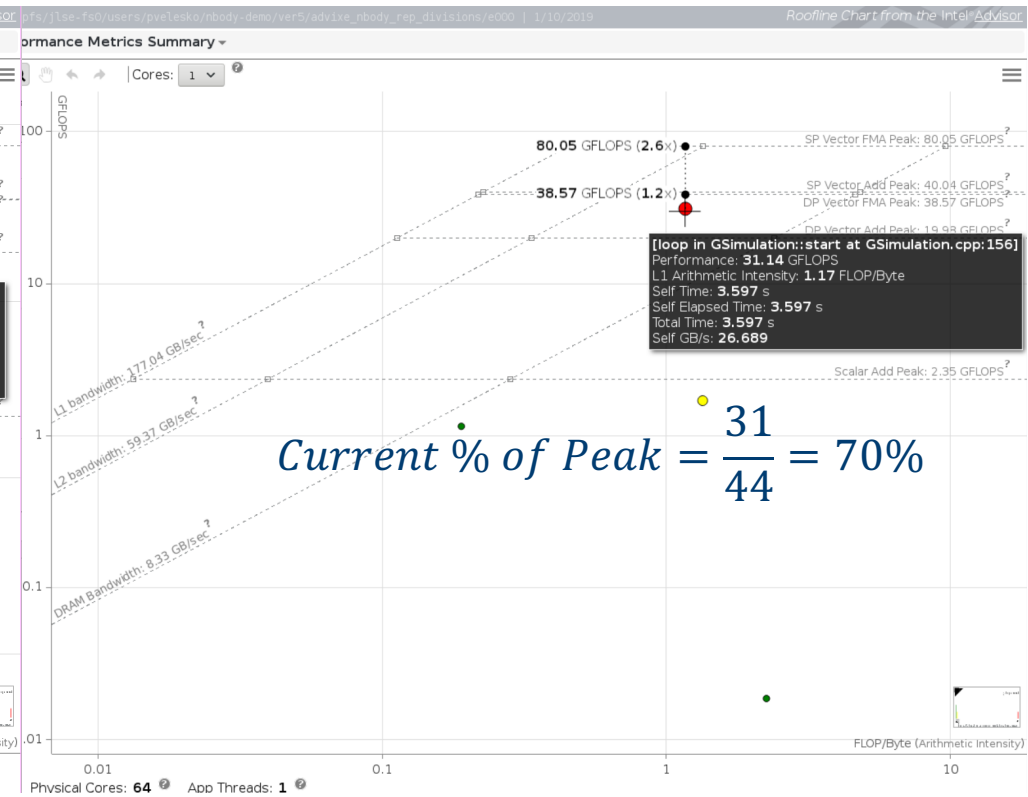 or pfs/jlse-fs0/users/pvelesko/nbody-demo/ver5/advixe_nbody_rep_divisions/e000 | 1/10/2019 Roofline Chart from the Intel Advisor
ormance Metrics Summary
Cores: 1
GFLOPS
100
80.05 GFLOPS (2.6x)
SP Vector FMA Peak: 80.05 GFLOPS ?
38.57 GFLOPS (1.2x)
SP Vector Add Peak: 40.04 GFLOPS ?
DP Vector FMA Peak: 38.57 GFLOPS
DP Vector Add Peak: 19.98 GFLOPS ?
[loop in GSimulation::start at GSimulation.cpp:156]
Performance: 31.14 GFLOPS
L1 Arithmetic Intensity: 1.17 FLOP/Byte
Self Time: 3.597 s
Self Elapsed Time: 3.597 s
Total Time: 3.597 s
Self GB/s: 26.689
10
L1 bandwidth: 177.04 GB/sec ?
Scalar Add Peak: 2.35 GFLOPS ?
1
L2 bandwidth: 59.37 GB/sec ?
Current % of Peak = 31/44 = 70%
DRAM Bandwidth: 8.33 GB/sec ?
0.1
sity) .01
FLOP/Byte (Arithmetic Intensity)
0.01 0.1 1 10
Physical Cores: 64 App Threads: 1